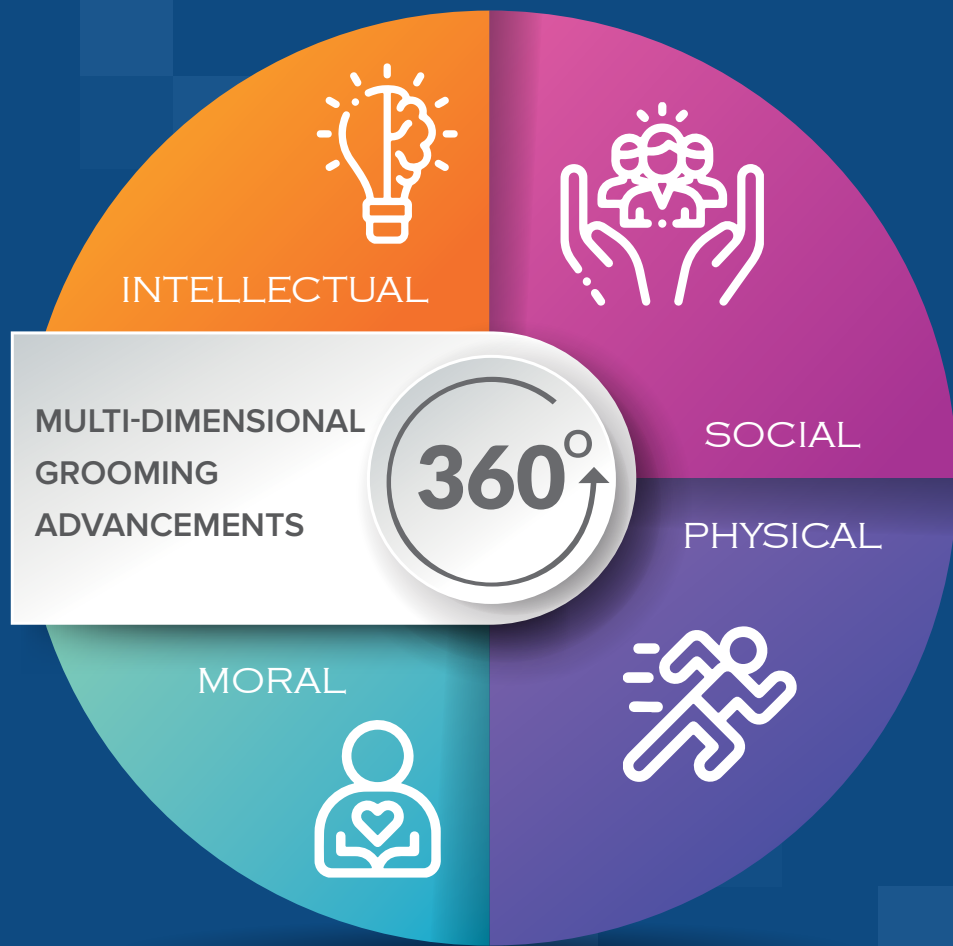 INTELLECTUAL
SOCIAL
MULTI-DIMENSIONAL
GROOMING
ADVANCEMENTS
360°
PHYSICAL
MORAL